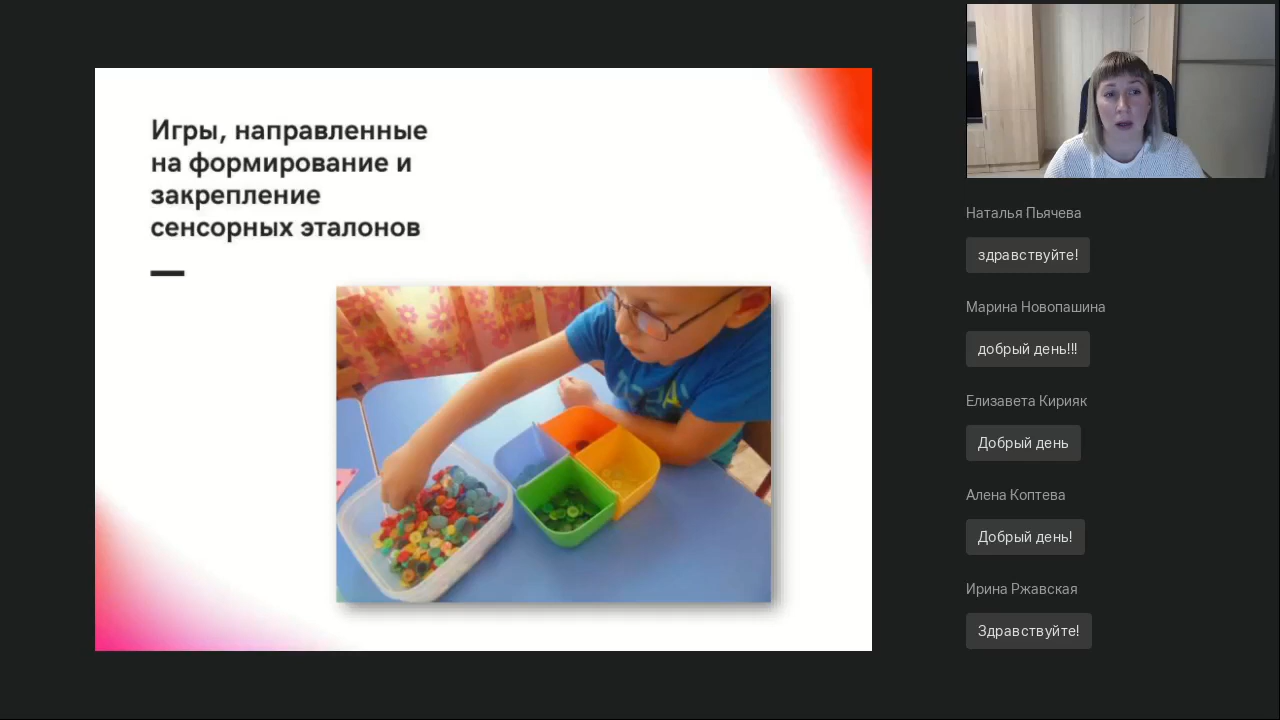 Игры, направленные
на формирование и
закрепление
сенсорных эталонов
Наталья Пьячева
здравствуйте!
Марина Новопашина
добрый день!!!
Елизавета Кирияк
Добрый день
Алена Коптева
Добрый день!
Ирина Ржавская
Здравствуйте!